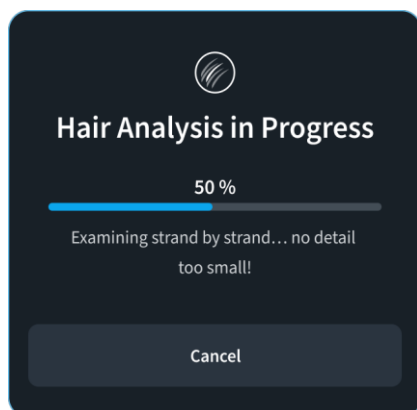 Hair Analysis in Progress
50 %
Examining strand by strand... no detail
too small!
Cancel